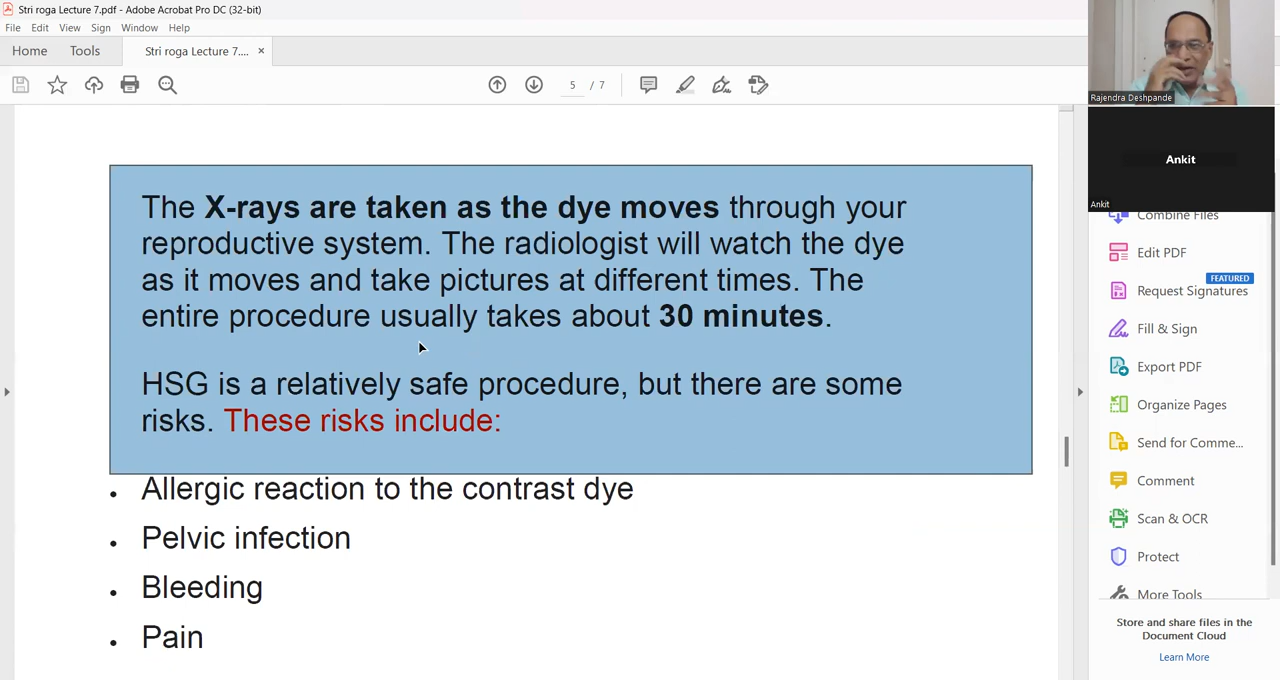 Stri roga Lecture 7.pdf - Adobe Acrobat Pro DC (32-bit)
File Edit View Sign Window Help
Home Tools Stri roga Lecture 7.... ×
5 / 7
The X-rays are taken as the dye moves through your
reproductive system. The radiologist will watch the dye
as it moves and take pictures at different times. The
entire procedure usually takes about 30 minutes.
HSG is a relatively safe procedure, but there are some
risks. These risks include:
• Allergic reaction to the contrast dye
• Pelvic infection
• Bleeding
• Pain
Rajendra Deshpande
Ankit
Ankit
Combine Files
Edit PDF
FEATURED
Request Signatures
Fill & Sign
Export PDF
Organize Pages
Send for Comme...
Comment
Scan & OCR
Protect
More Tools
Store and share files in the
Document Cloud
Learn More